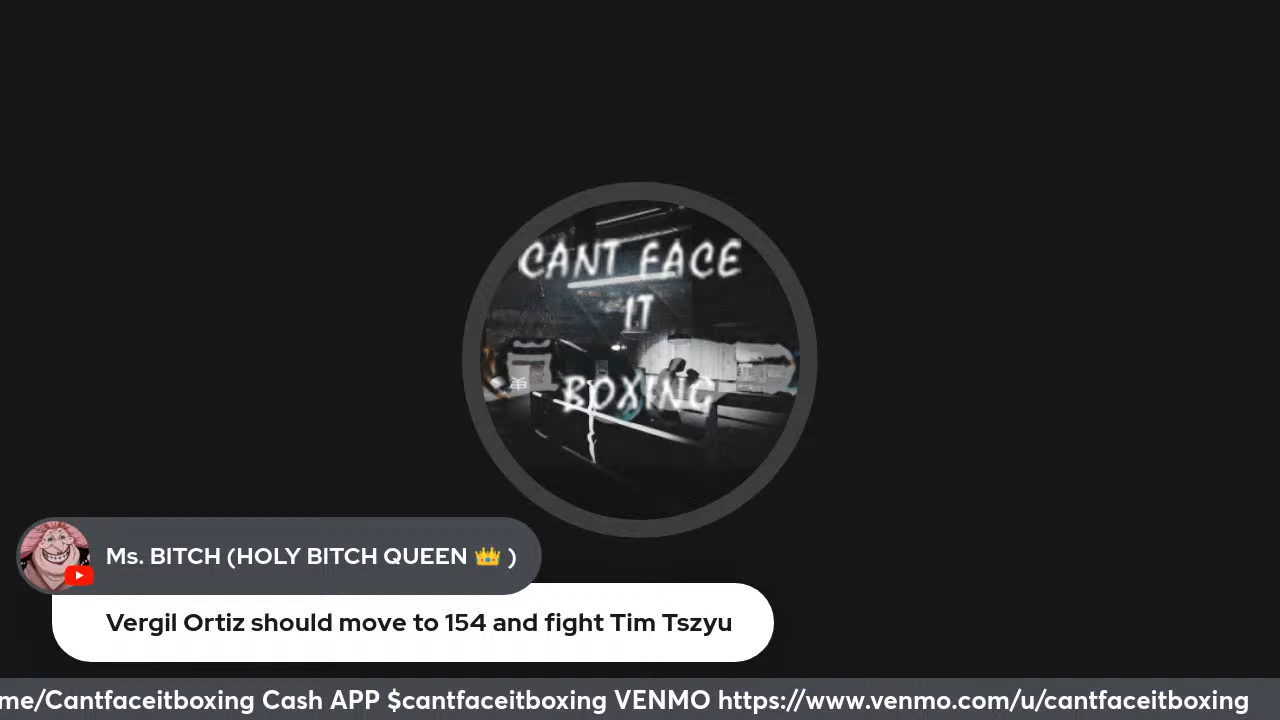 CANT FACE
IT
BOXING
Ms. BITCH (HOLY BITCH QUEEN 👑 )
Vergil Ortiz should move to 154 and fight Tim Tszyu
me/Cantfaceitboxing Cash APP $cantfaceitboxing VENMO https://www.venmo.com/u/cantfaceitboxing